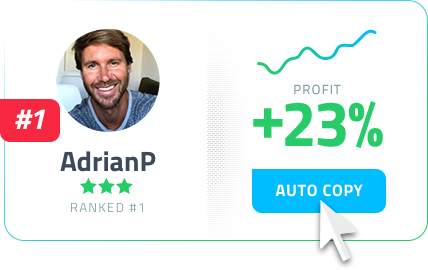 #1
AdrianP
RANKED #1
PROFIT
+23%
AUTO COPY